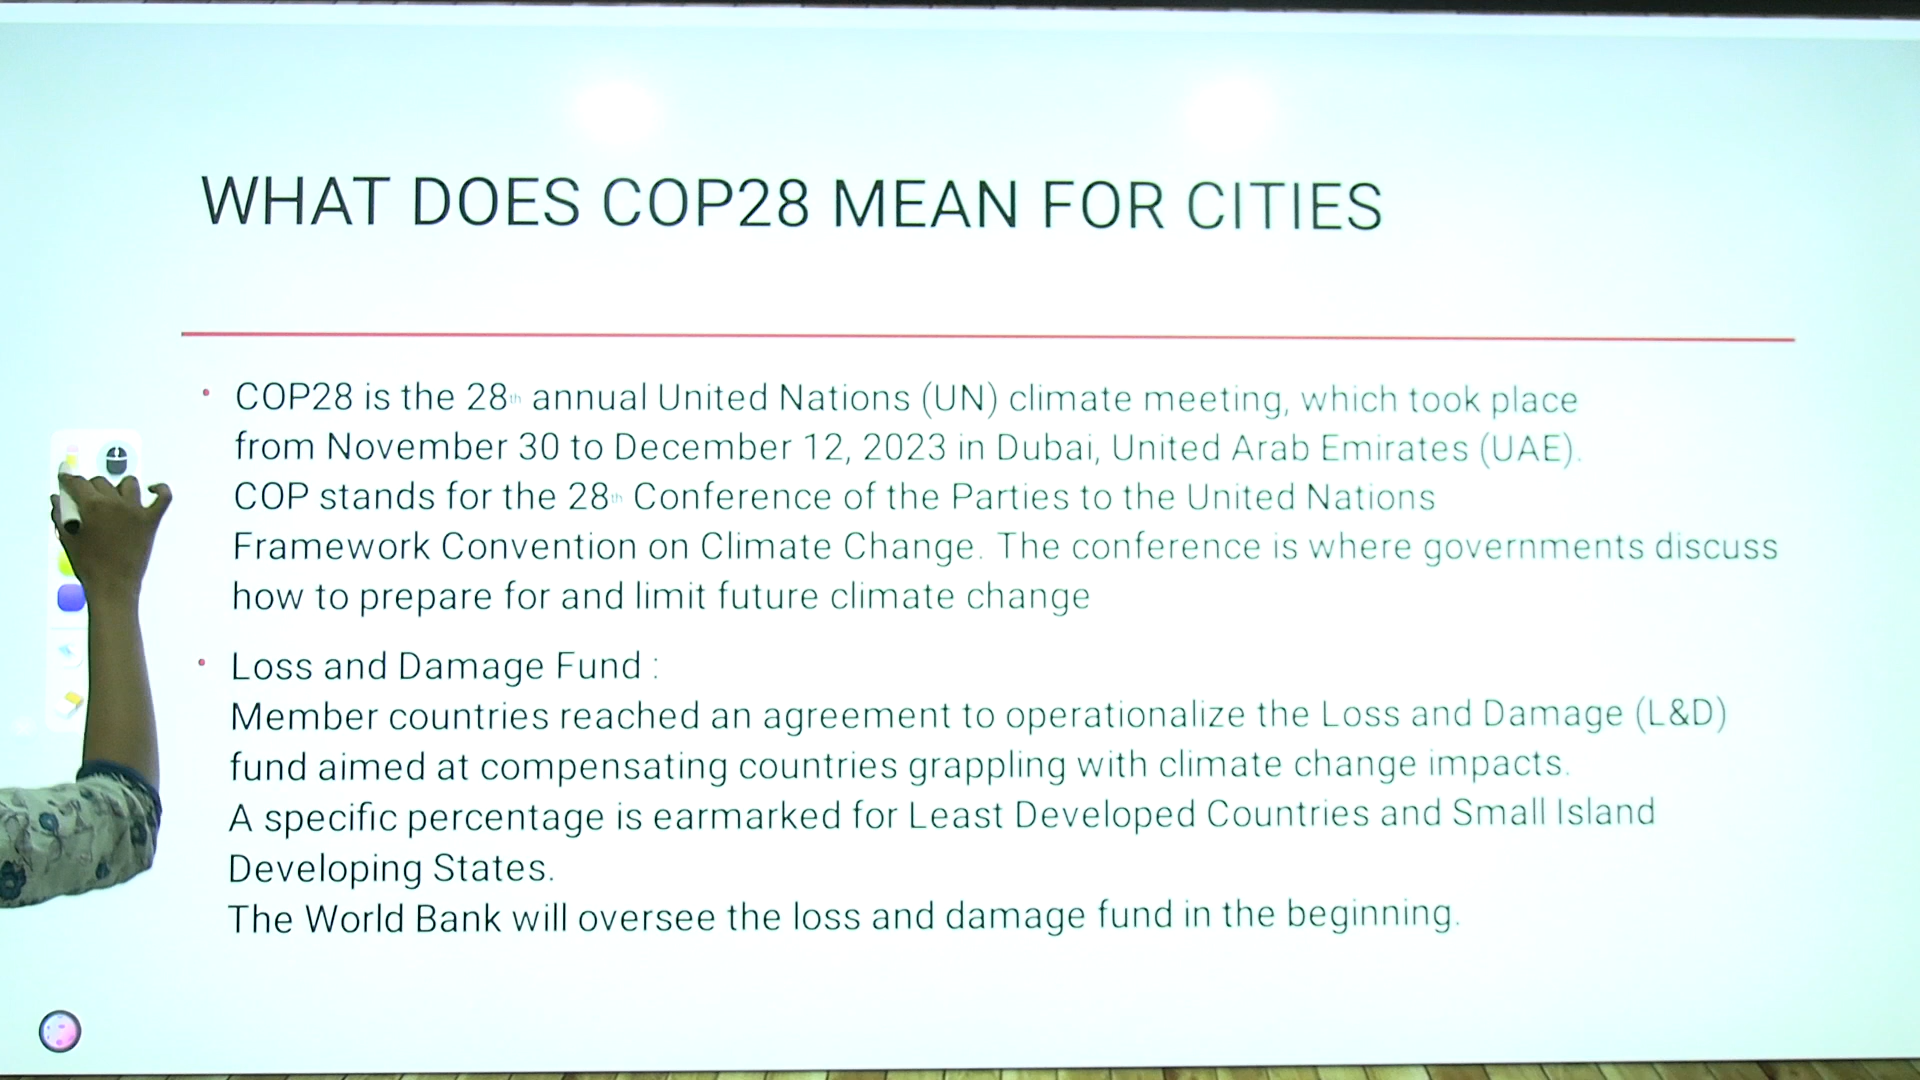 WHAT DOES COP28 MEAN FOR CITIES
• COP28 is the 28th annual United Nations (UN) climate meeting, which took place
from November 30 to December 12, 2023 in Dubai, United Arab Emirates (UAE).
COP stands for the 28th Conference of the Parties to the United Nations
Framework Convention on Climate Change. The conference is where governments discuss
how to prepare for and limit future climate change
• Loss and Damage Fund :
Member countries reached an agreement to operationalize the Loss and Damage (L&D)
fund aimed at compensating countries grappling with climate change impacts.
A specific percentage is earmarked for Least Developed Countries and Small Island
Developing States.
The World Bank will oversee the loss and damage fund in the beginning.